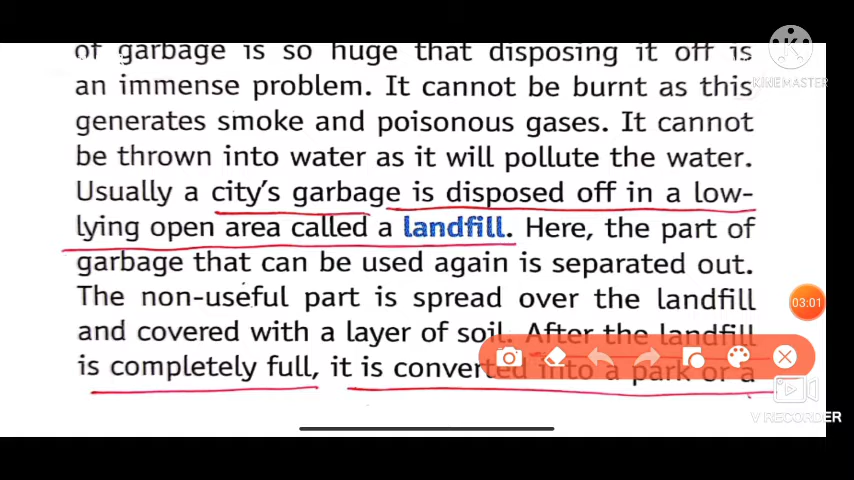 of garbage is so huge that disposing it off is
an immense problem. It cannot be burnt as this
generates smoke and poisonous gases. It cannot
be thrown into water as it will pollute the water.
Usually a city's garbage is disposed off in a low-
lying open area called a landfill. Here, the part of
garbage that can be used again is separated out.
The non-useful part is spread over the landfill
and covered with a layer of soil. After the landfill
is completely full, it is converted into a park or a
KINEMASTER
03:01
V RECORDER